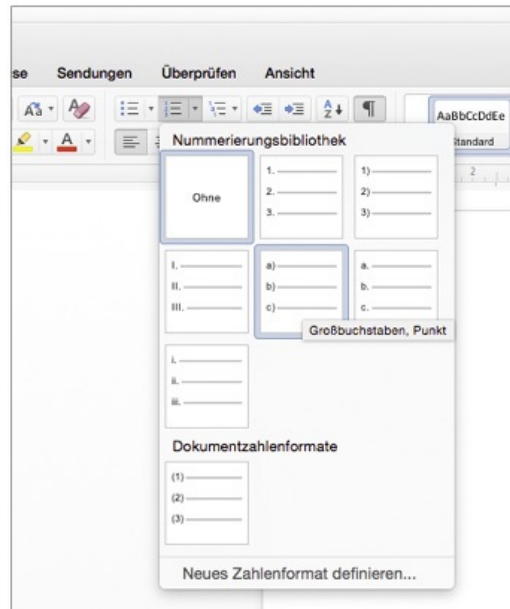 se Sendungen Überprüfen Ansicht
AaBbCcDdEe
Standard
2
Nummerierungsbibliothek
Ohne
1.
2.
3.
1)
2)
3)
I.
II.
III.
a)
b)
c)
a.
b.
c.
Großbuchstaben, Punkt
i.
ii.
iii.
Dokumentzahlenformate
(1)
(2)
(3)
Neues Zahlenformat definieren...